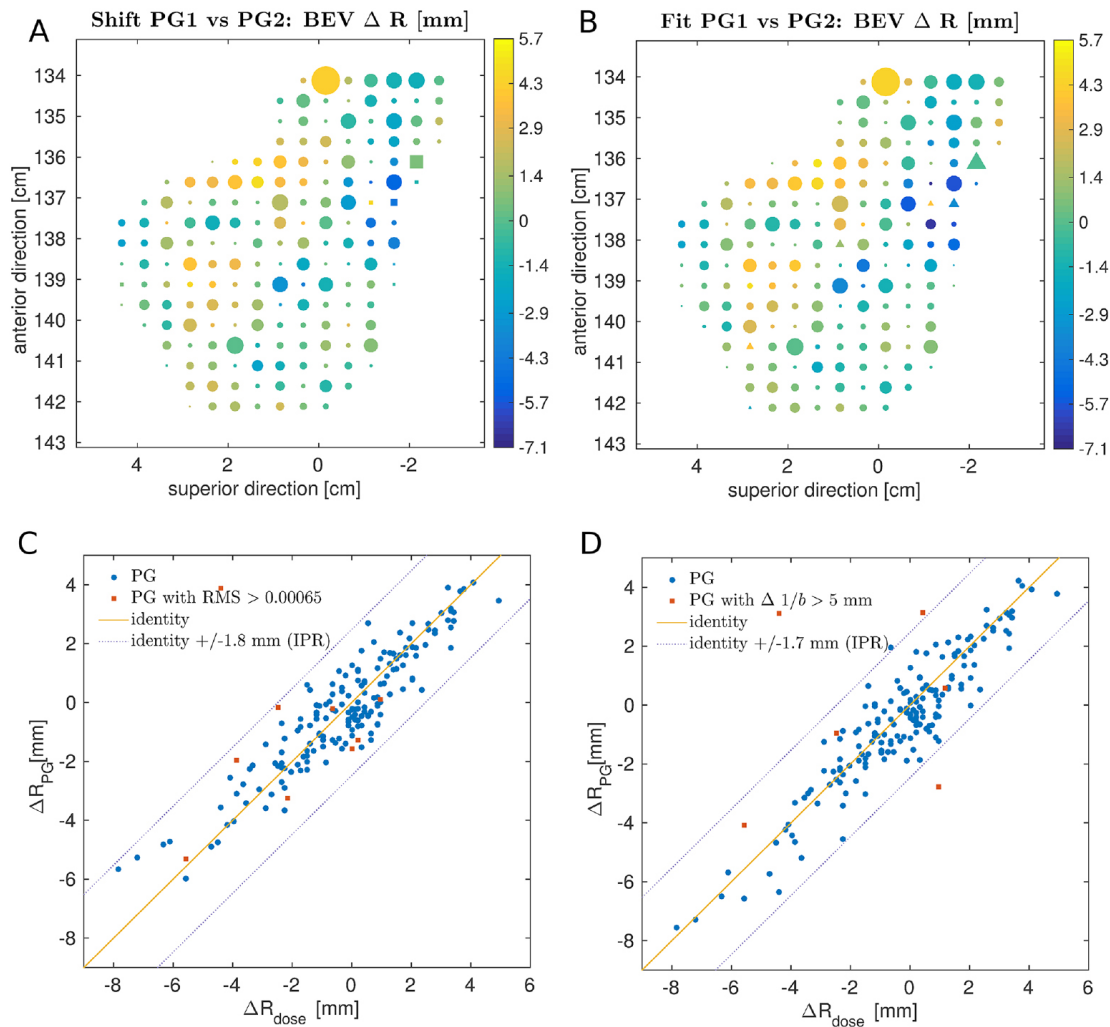 A
Shift PG1 vs PG2: BEV Δ R [mm]
134
135
136
137
138
139
140
141
142
143
anterior direction [cm]
4 2 0 -2
superior direction [cm]
5.7
4.3
2.9
1.4
0
-1.4
-2.9
-4.3
-5.7
-7.1
B
Fit PG1 vs PG2: BEV Δ R [mm]
134
135
136
137
138
139
140
141
142
143
anterior direction [cm]
4 2 0 -2
superior direction [cm]
5.7
4.3
2.9
1.4
0
-1.4
-2.9
-4.3
-5.7
-7.1
C
PG
PG with RMS > 0.00065
identity
identity +/-1.8 mm (IPR)
4
2
0
-2
-4
-6
-8
ΔR_PG[mm]
-8 -6 -4 -2 0 2 4 6
ΔR_dose [mm]
D
PG
PG with Δ 1/b > 5 mm
identity
identity +/-1.7 mm (IPR)
4
2
0
-2
-4
-6
-8
ΔR_PG[mm]
-8 -6 -4 -2 0 2 4 6
ΔR_dose [mm]